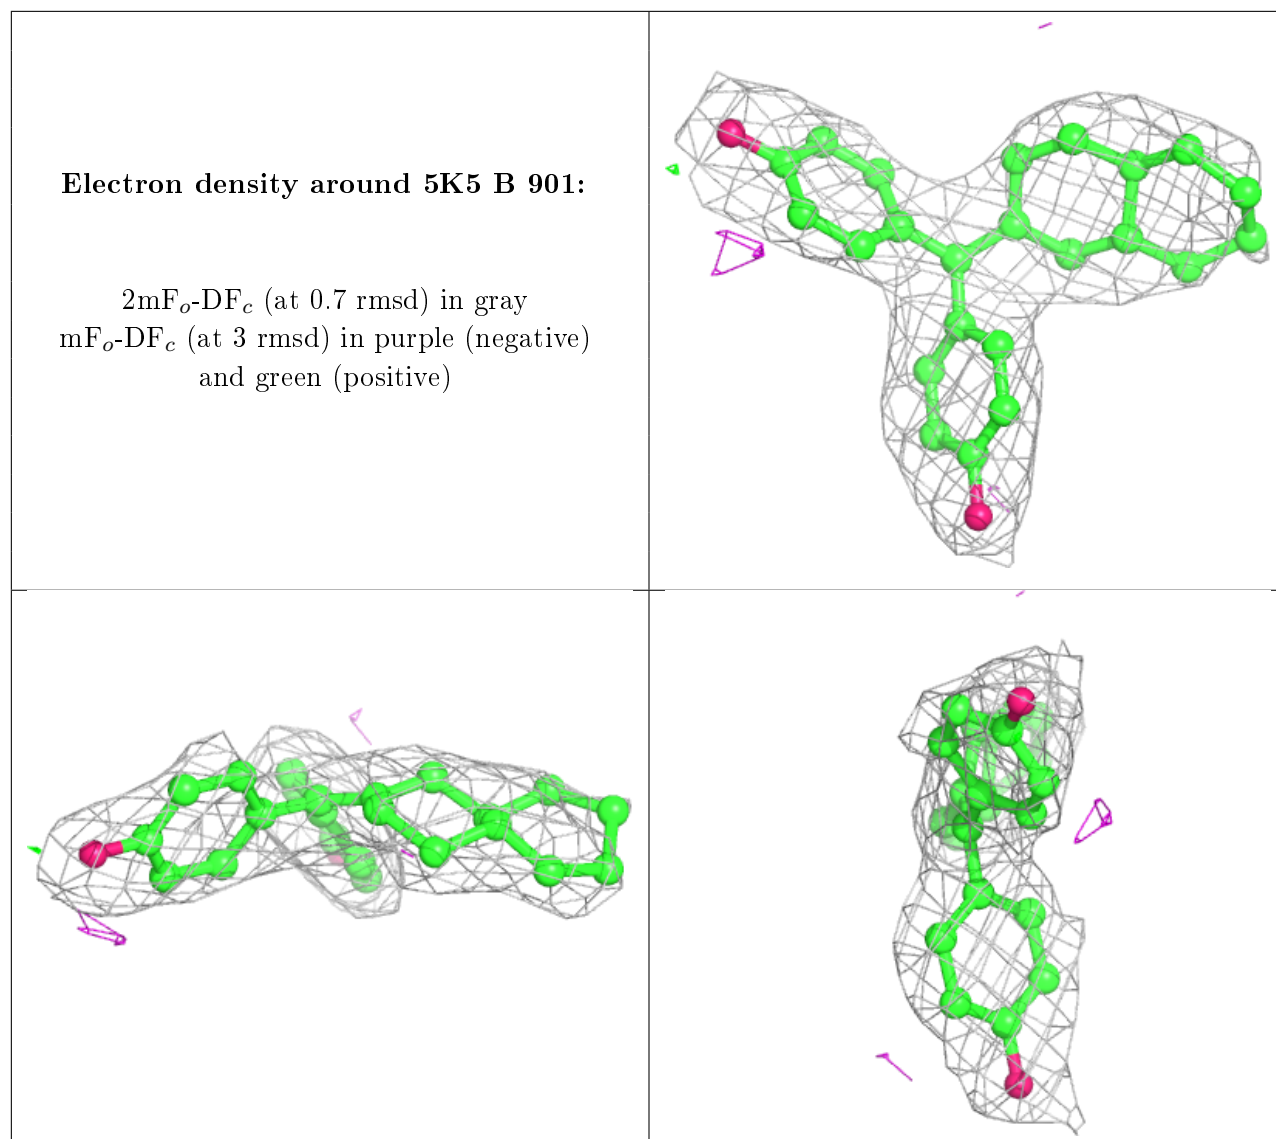 Electron density around 5K5 B 901:
2mFo-DFc (at 0.7 rmsd) in gray
mFo-DFc (at 3 rmsd) in purple (negative)
and green (positive)